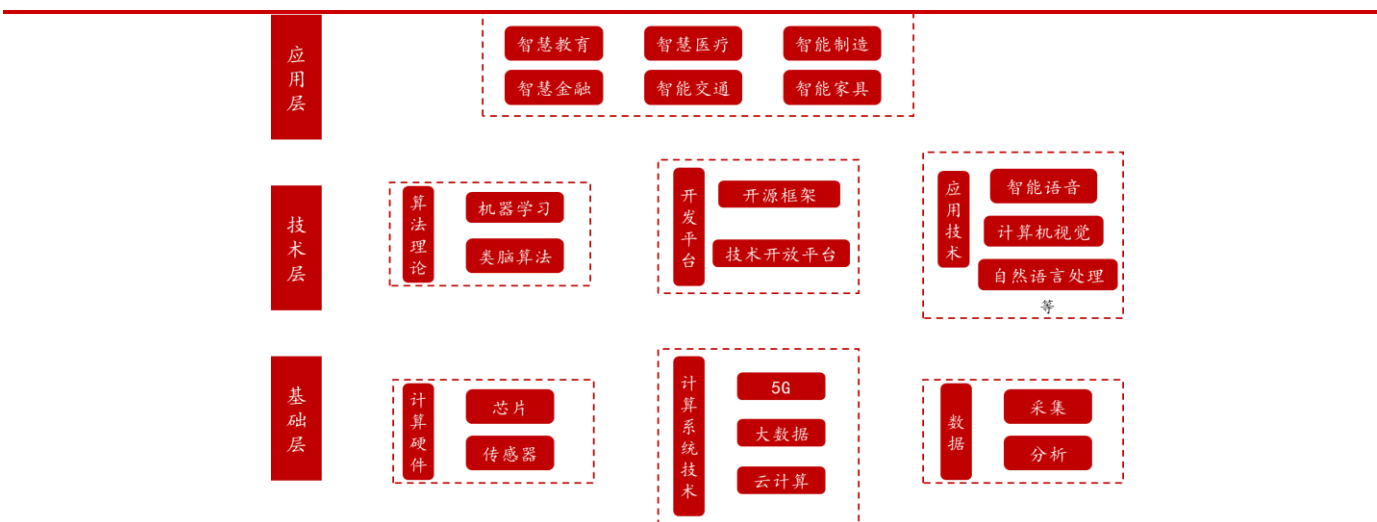 应用层
智慧教育 智慧医疗 智能制造
智慧金融 智能交通 智能家具
技术层
算法理论
机器学习
类脑算法
开发平台
开源框架
技术开放平台
应用技术
智能语音
计算机视觉
自然语言处理
等
基础层
计算硬件
芯片
传感器
计算系统技术
5G
大数据
云计算
数据
采集
分析